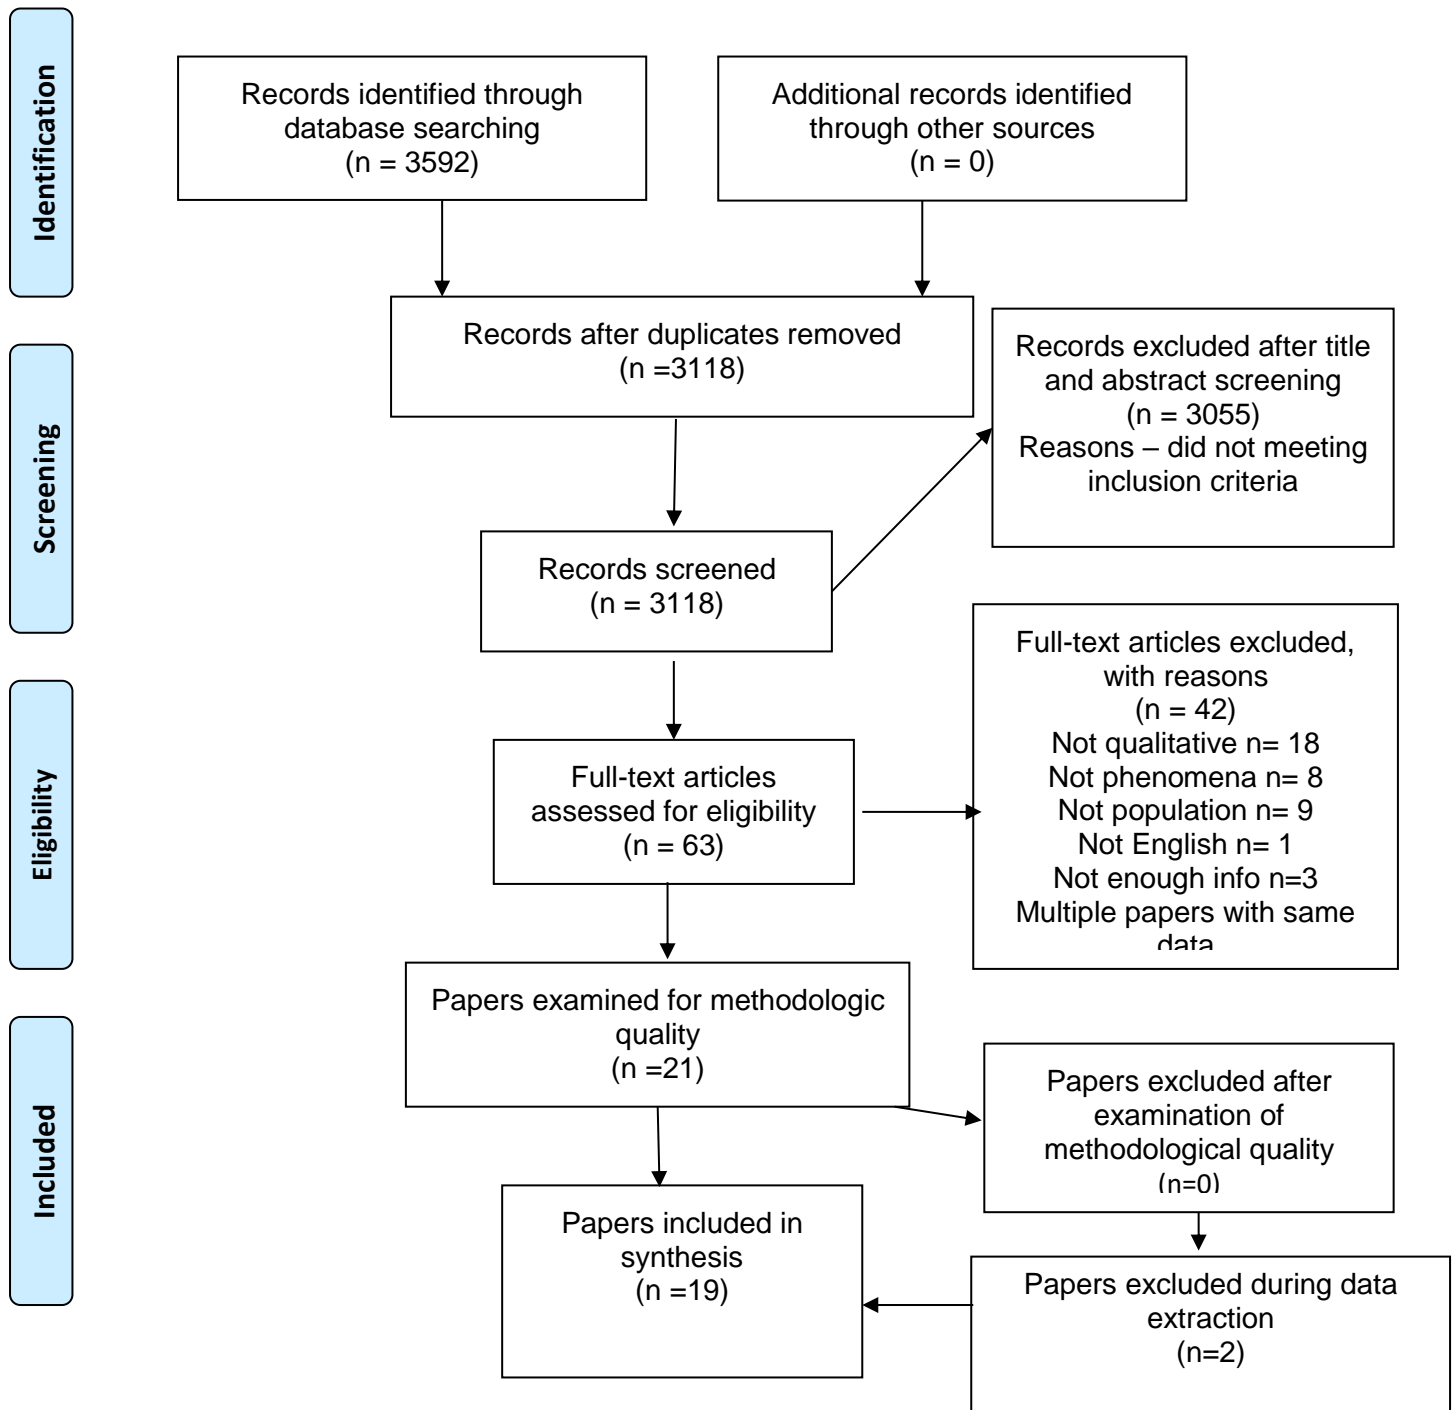 Identification
Records identified through
database searching
(n = 3592)
Additional records identified
through other sources
(n = 0)
Records after duplicates removed
(n =3118)
Screening
Records excluded after title
and abstract screening
(n = 3055)
Reasons – did not meeting
inclusion criteria
Records screened
(n = 3118)
Eligibility
Full-text articles
assessed for eligibility
(n = 63)
Full-text articles excluded,
with reasons
(n = 42)
Not qualitative n= 18
Not phenomena n= 8
Not population n= 9
Not English n= 1
Not enough info n=3
Multiple papers with same
data
Papers examined for methodologic
quality
(n =21)
Included
Papers excluded after
examination of
methodological quality
(n=0)
Papers included in
synthesis
(n =19)
Papers excluded during data
extraction
(n=2)